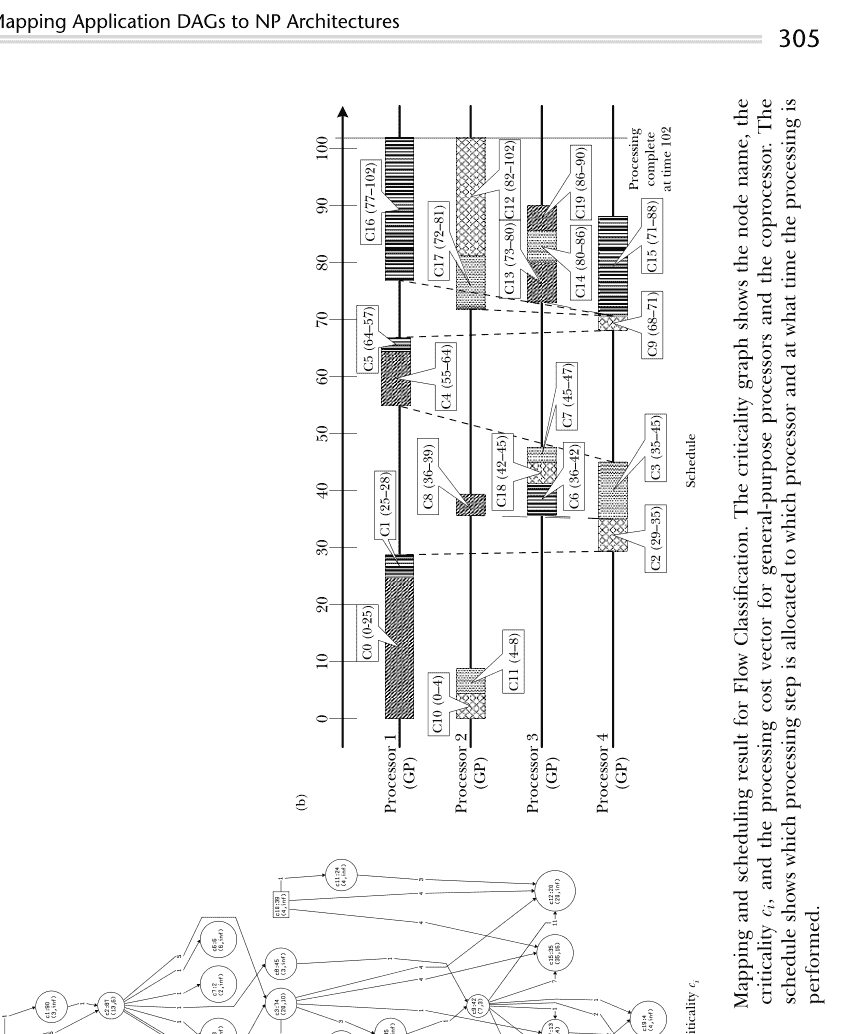 Mapping Application DAGs to NP Architectures
305
(b)
0
10
20
30
40
50
60
70
80
90
100
Processor 1
(GP)
C0 (0-25)
C1 (25–28)
C4 (55–64)
C5 (64–57)
C16 (77–102)
Processor 2
(GP)
C10 (0–4)
C11 (4–8)
C8 (36–39)
C17 (72–81)
C12 (82–102)
Processor 3
(GP)
C18 (42–45)
C6 (36–42)
C7 (45–47)
C13 (73–80)
C14 (80–86)
C19 (86–90)
Processor 4
(GP)
C2 (29–35)
C3 (35–45)
C9 (68–71)
C15 (71–88)
Processing
complete
at time 102
Schedule
iticality ci
Mapping and scheduling result for Flow Classification. The criticality graph shows the node name, the
criticality ci, and the processing cost vector for general-purpose processors and the coprocessor. The
schedule shows which processing step is allocated to which processor and at what time the processing is
performed.